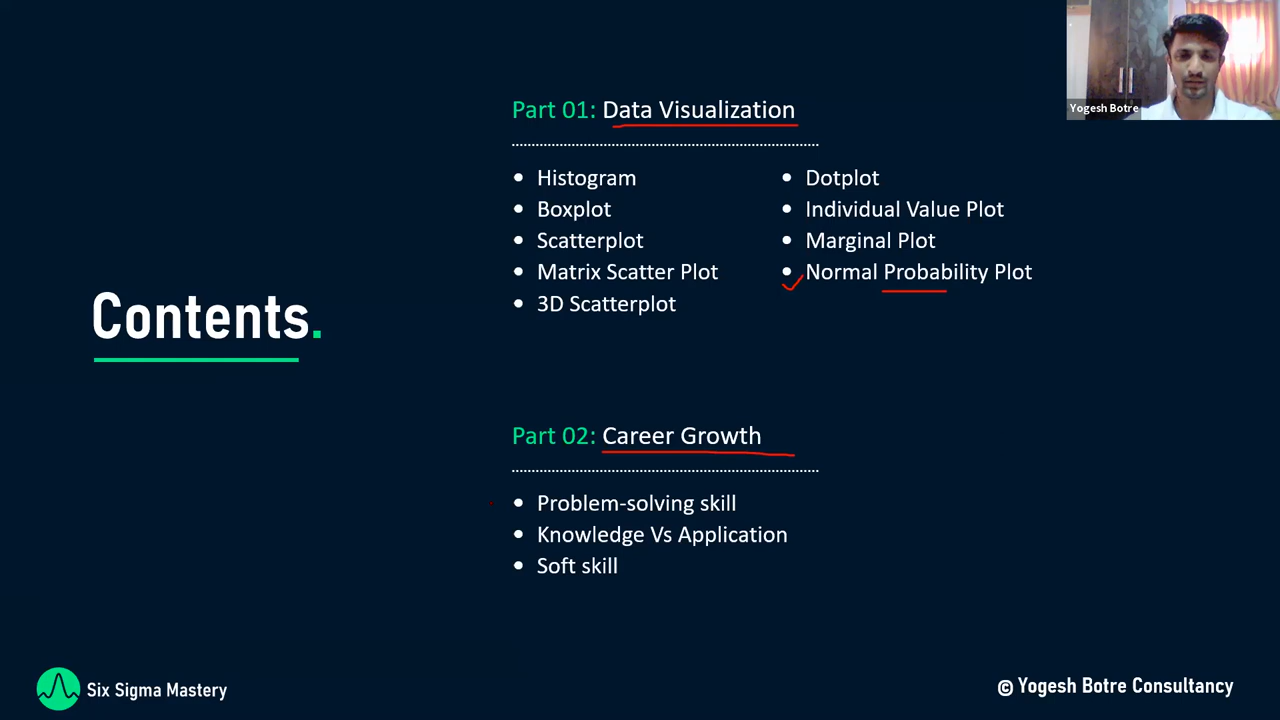 Yogesh Botre
Contents.
Part 01: Data Visualization
• Histogram
• Boxplot
• Scatterplot
• Matrix Scatter Plot
• 3D Scatterplot
• Dotplot
• Individual Value Plot
• Marginal Plot
• Normal Probability Plot
Part 02: Career Growth
• Problem-solving skill
• Knowledge Vs Application
• Soft skill
Six Sigma Mastery
© Yogesh Botre Consultancy